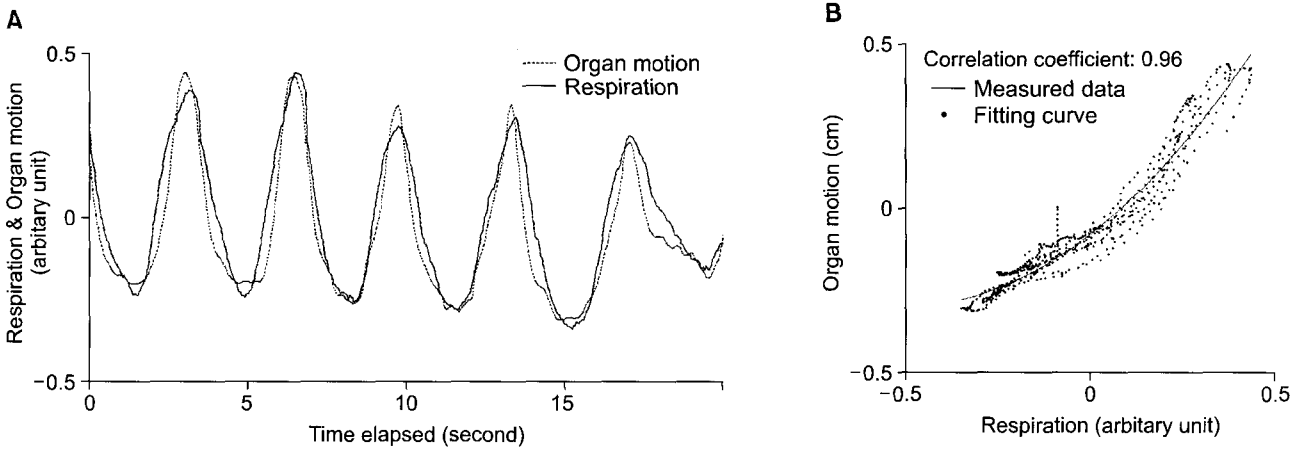 A
Respiration & Organ motion
(arbitary unit)
0.5
0
−0.5
Organ motion
Respiration
0
5
10
15
Time elapsed (second)
B
Organ motion (cm)
0.5
0
−0.5
Correlation coefficient: 0.96
Measured data
Fitting curve
−0.5
0
0.5
Respiration (arbitary unit)